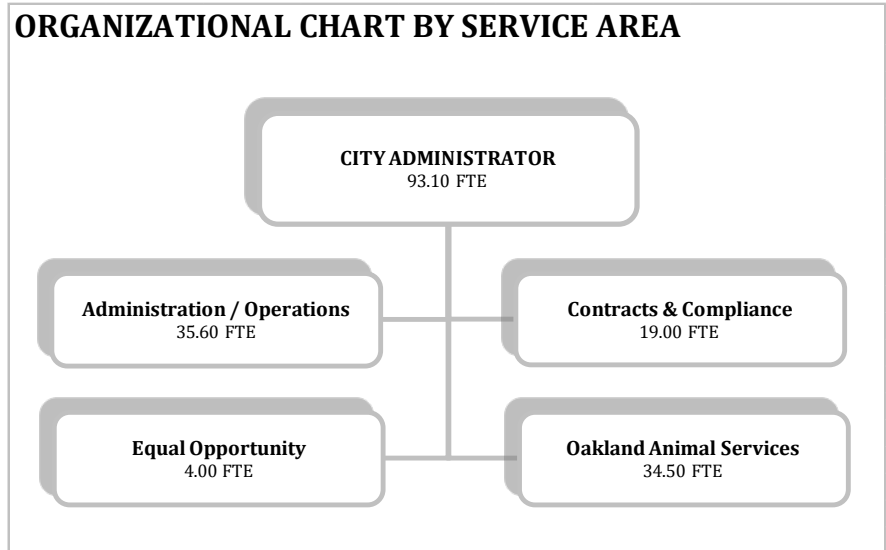 ORGANIZATIONAL CHART BY SERVICE AREA
CITY ADMINISTRATOR
93.10 FTE
Administration / Operations
35.60 FTE
Contracts & Compliance
19.00 FTE
Equal Opportunity
4.00 FTE
Oakland Animal Services
34.50 FTE